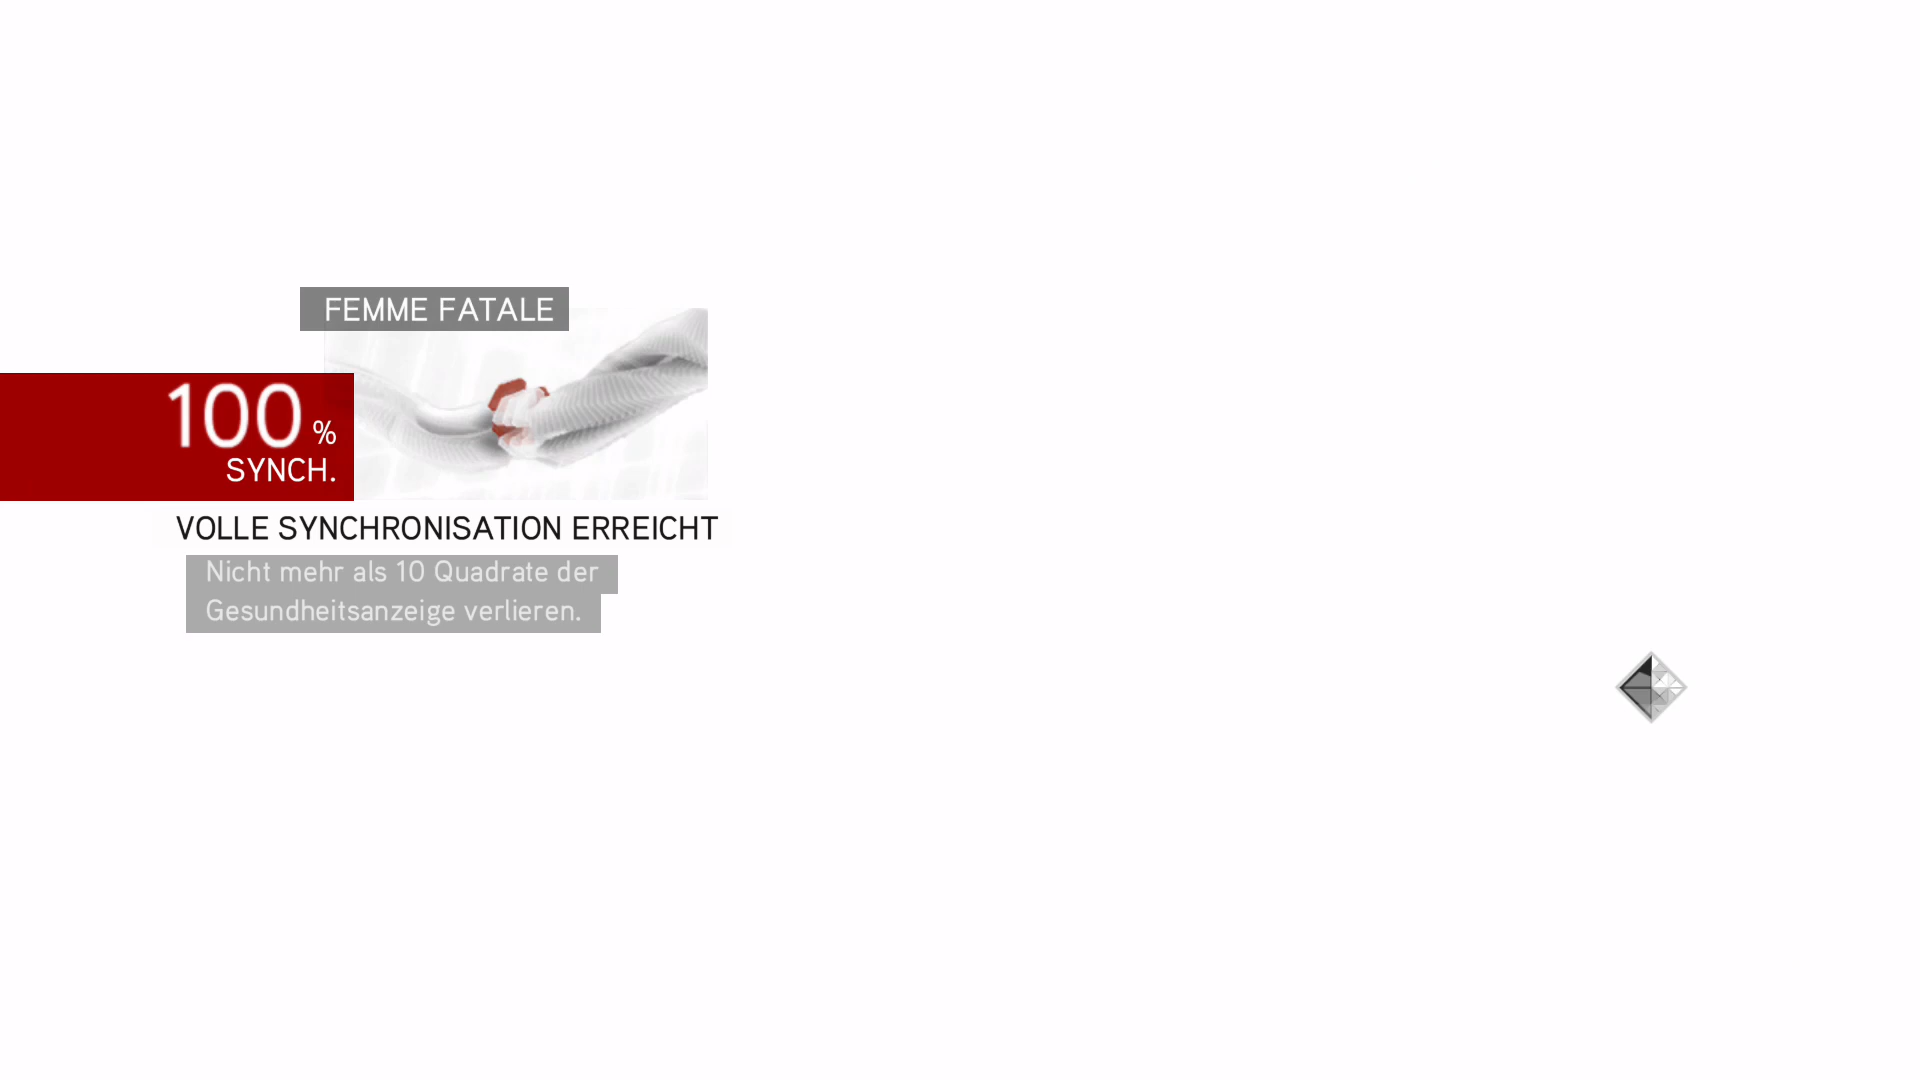 FEMME FATALE
100 %
SYNCH.
VOLLE SYNCHRONISATION ERREICHT
Nicht mehr als 10 Quadrate der
Gesundheitsanzeige verlieren.